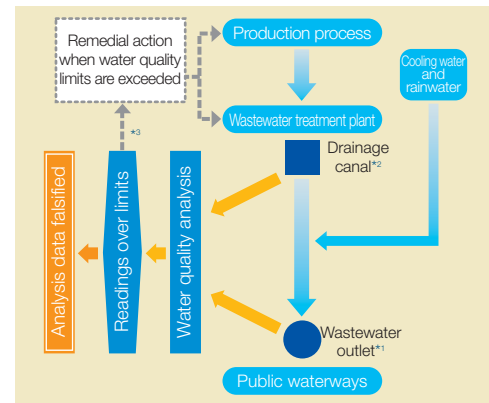 Remedial action
when water quality
limits are exceeded
Production process
Cooling water
and
rainwater
Wastewater treatment plant
*3
Drainage
canal*2
Analysis data falsified
Readings over limits
Water quality analysis
Wastewater
outlet*1
Public waterways